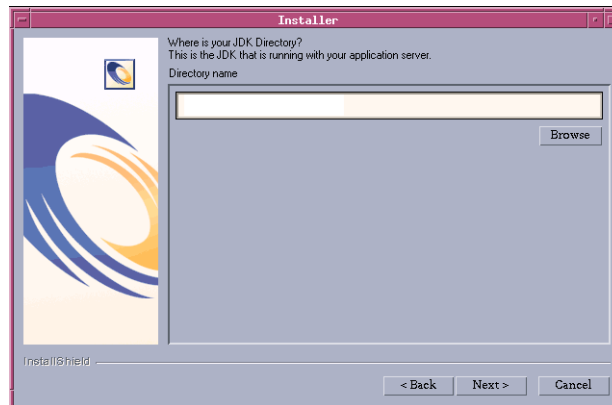 Installer
Where is your JDK Directory?
This is the JDK that is running with your application server.
Directory name
Browse
InstallShield
< Back
Next >
Cancel